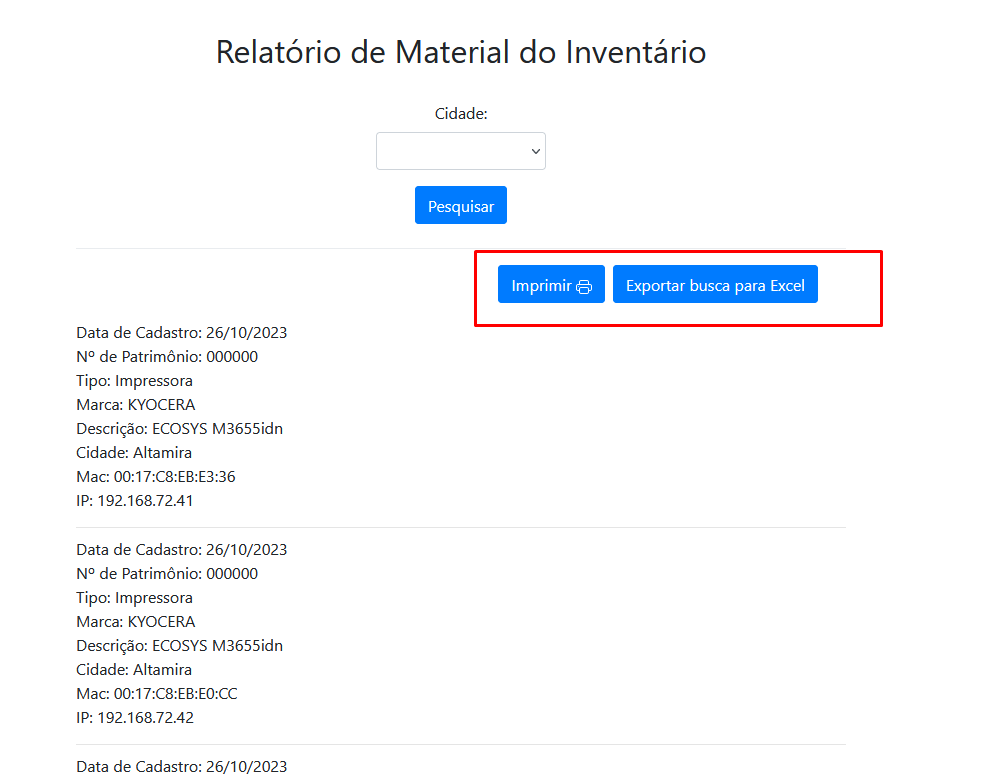 Relatório de Material do Inventário
Cidade:
Pesquisar
Imprimir Exportar busca para Excel
Data de Cadastro: 26/10/2023
Nº de Patrimônio: 000000
Tipo: Impressora
Marca: KYOCERA
Descrição: ECOSYS M3655idn
Cidade: Altamira
Mac: 00:17:C8:EB:E3:36
IP: 192.168.72.41
Data de Cadastro: 26/10/2023
Nº de Patrimônio: 000000
Tipo: Impressora
Marca: KYOCERA
Descrição: ECOSYS M3655idn
Cidade: Altamira
Mac: 00:17:C8:EB:E0:CC
IP: 192.168.72.42
Data de Cadastro: 26/10/2023